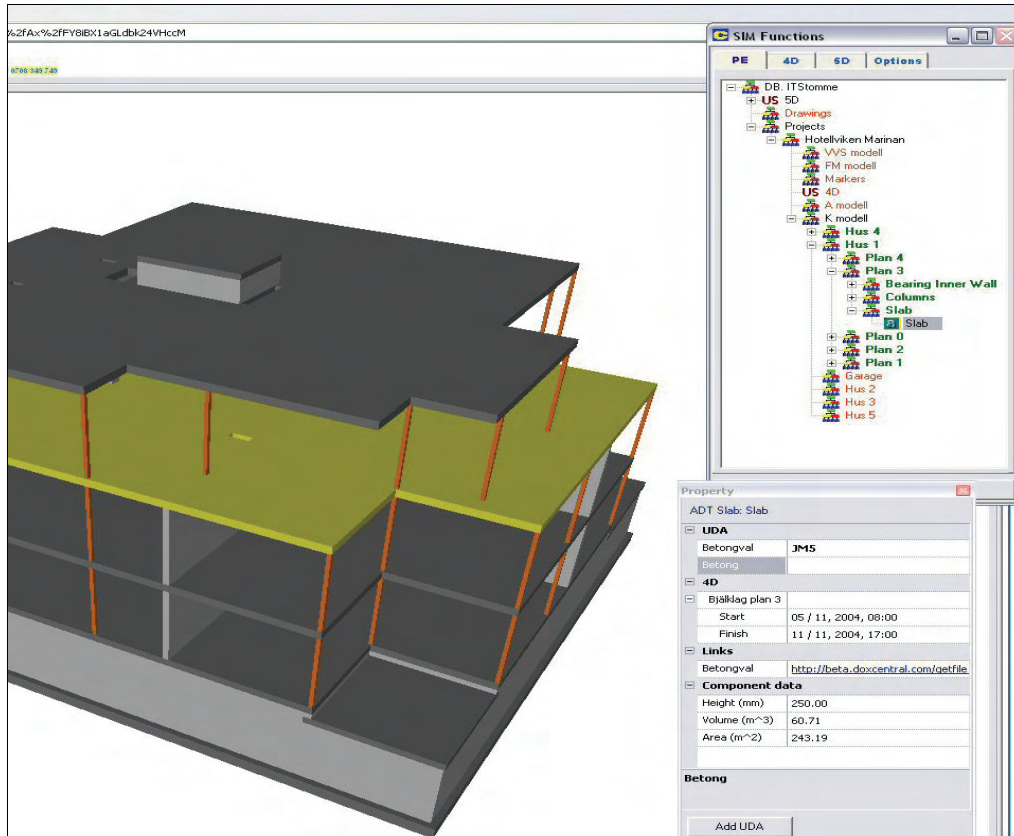 %2fAx%2fFY8iBX1aGLdbk24VHccM
0708 949 749
SIM Functions
PE 4D 5D Options
DB. ITStomme
US 5D
Drawings
Projects
Hotellviken Marinan
VVS modell
FM modell
Markers
US 4D
A modell
K modell
Hus 4
Hus 1
Plan 4
Plan 3
Bearing Inner Wall
Columns
Slab
Slab
Plan 0
Plan 2
Plan 1
Garage
Hus 2
Hus 3
Hus 5
Property
ADT Slab: Slab
UDA
Betongval JM5
Betong
4D
Bjälklag plan 3
Start 05 / 11, 2004, 08:00
Finish 11 / 11, 2004, 17:00
Links
Betongval http://beta.doxcentral.com/getfile
Component data
Height (mm) 250.00
Volume (m^3) 60.71
Area (m^2) 243.19
Betong
Add UDA